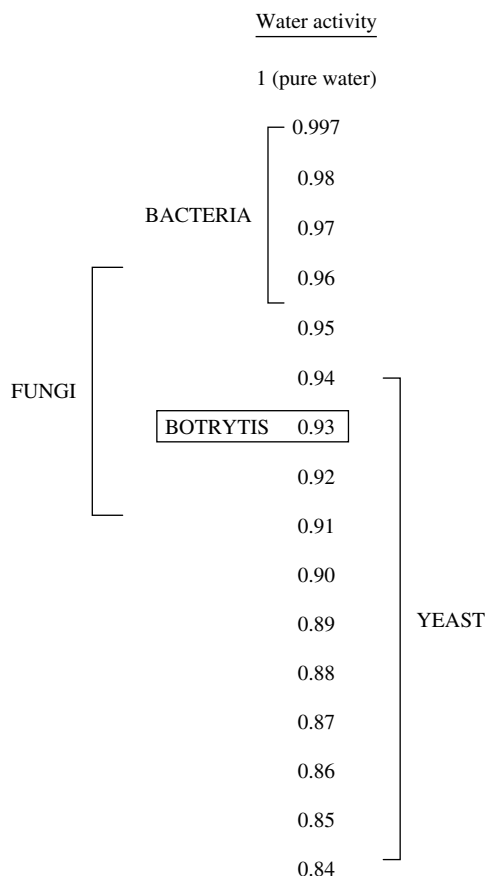 Water activity
1 (pure water)
0.997
0.98
BACTERIA
0.97
0.96
0.95
0.94
FUNGI
BOTRYTIS 0.93
0.92
0.91
0.90
0.89
YEAST
0.88
0.87
0.86
0.85
0.84